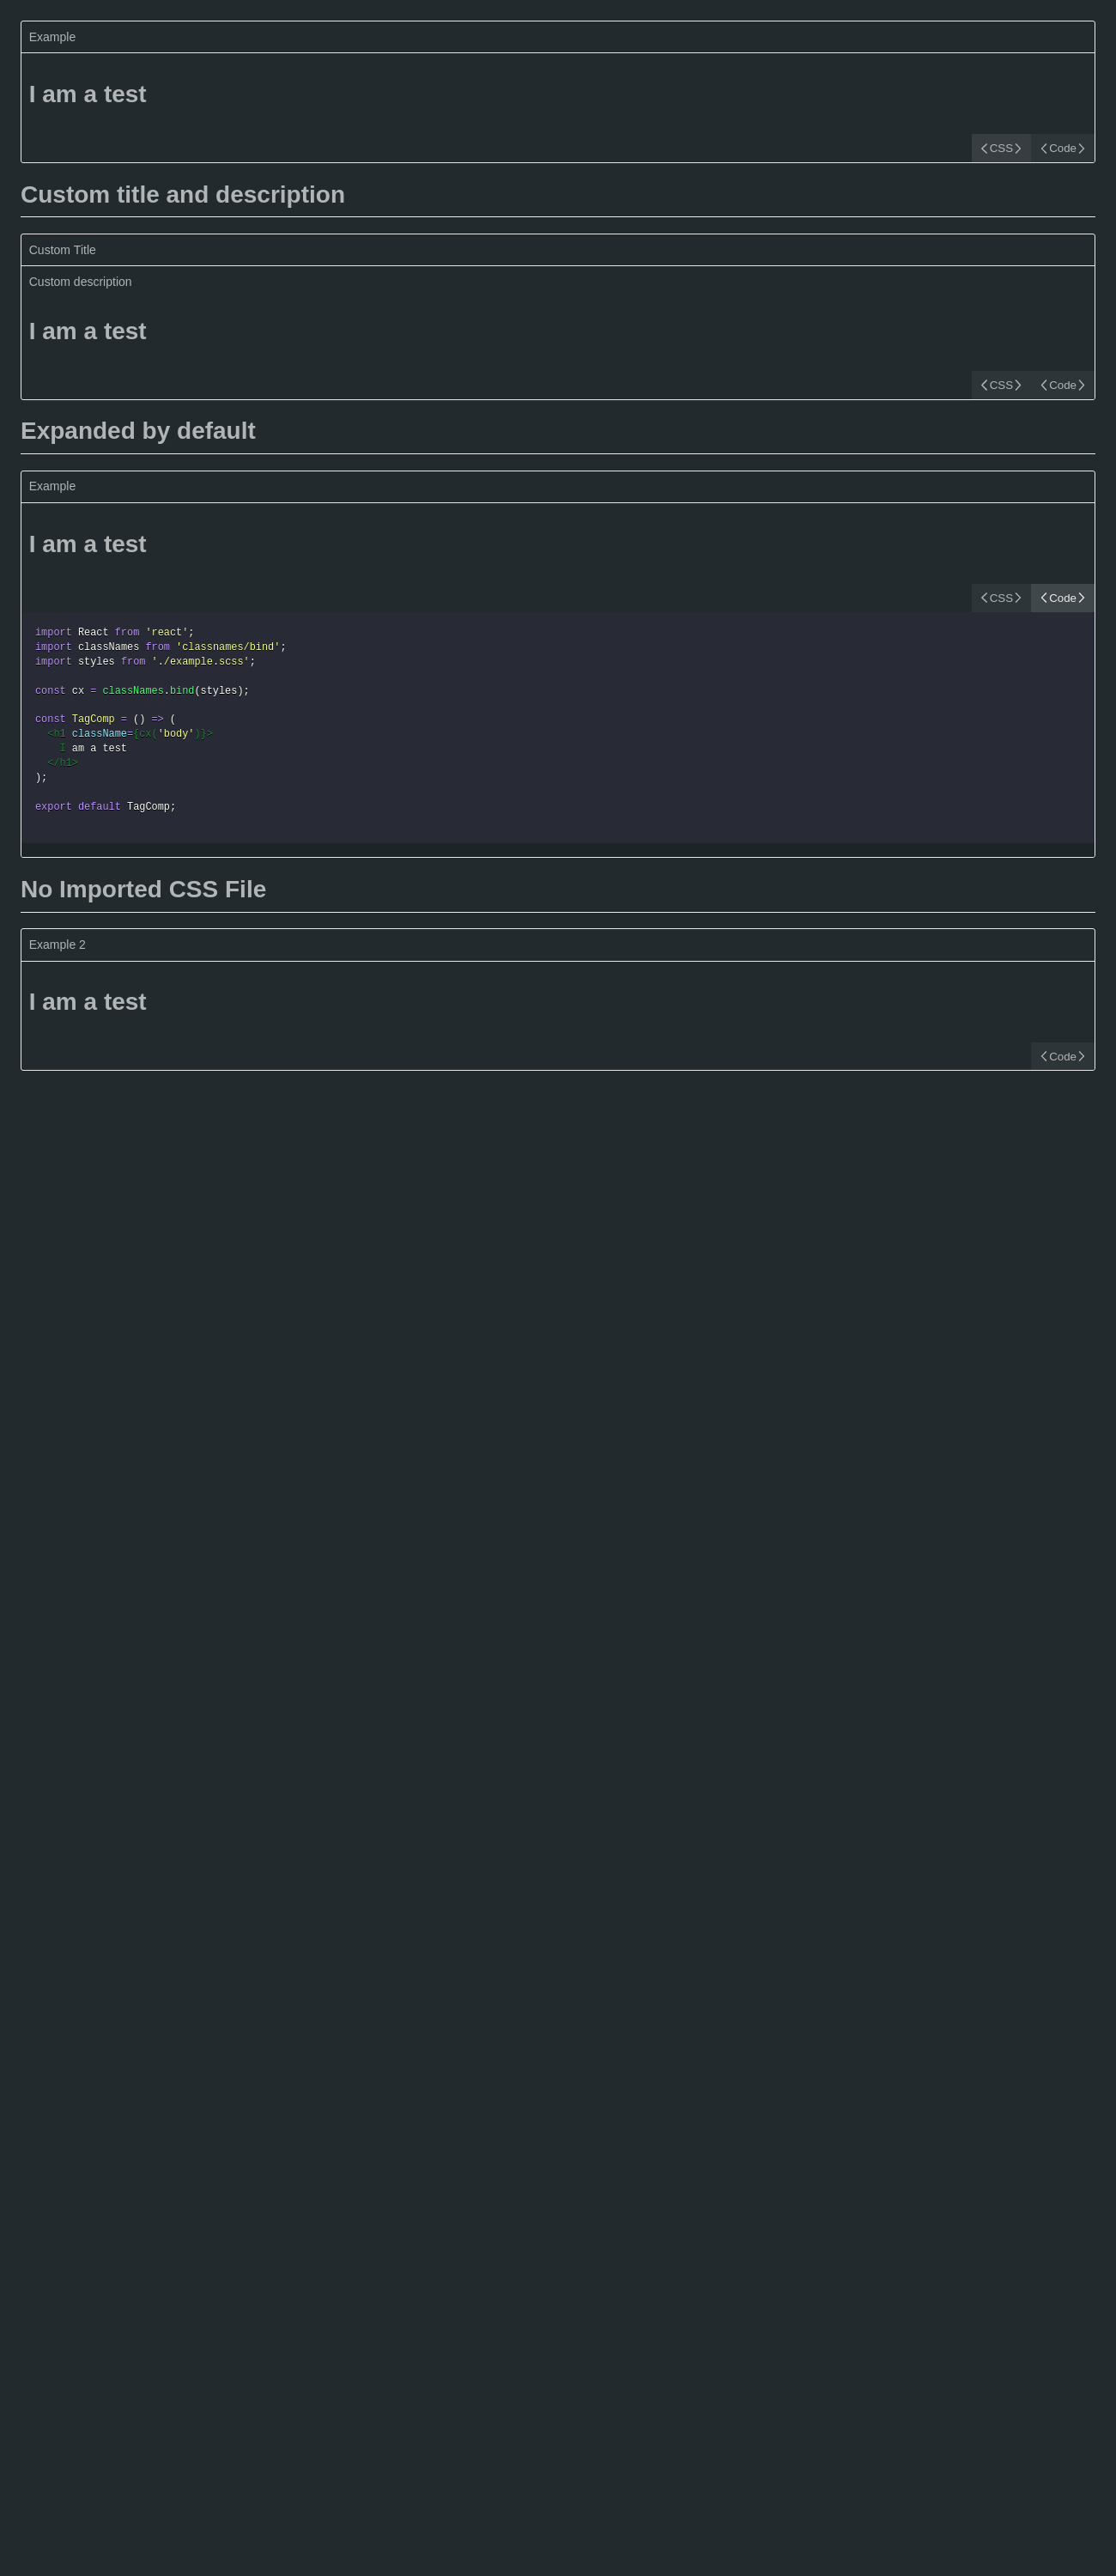 Example
I am a test
CSS Code
Custom title and description
Custom Title
Custom description
I am a test
CSS Code
Expanded by default
Example
I am a test
CSS Code
import React from 'react';
import classNames from 'classnames/bind';
import styles from './example.scss';
const cx = classNames.bind(styles);
const TagComp = () => (
<h1 className={cx('body')}>
I am a test
</h1>
);
export default TagComp;
No Imported CSS File
Example 2
I am a test
Code